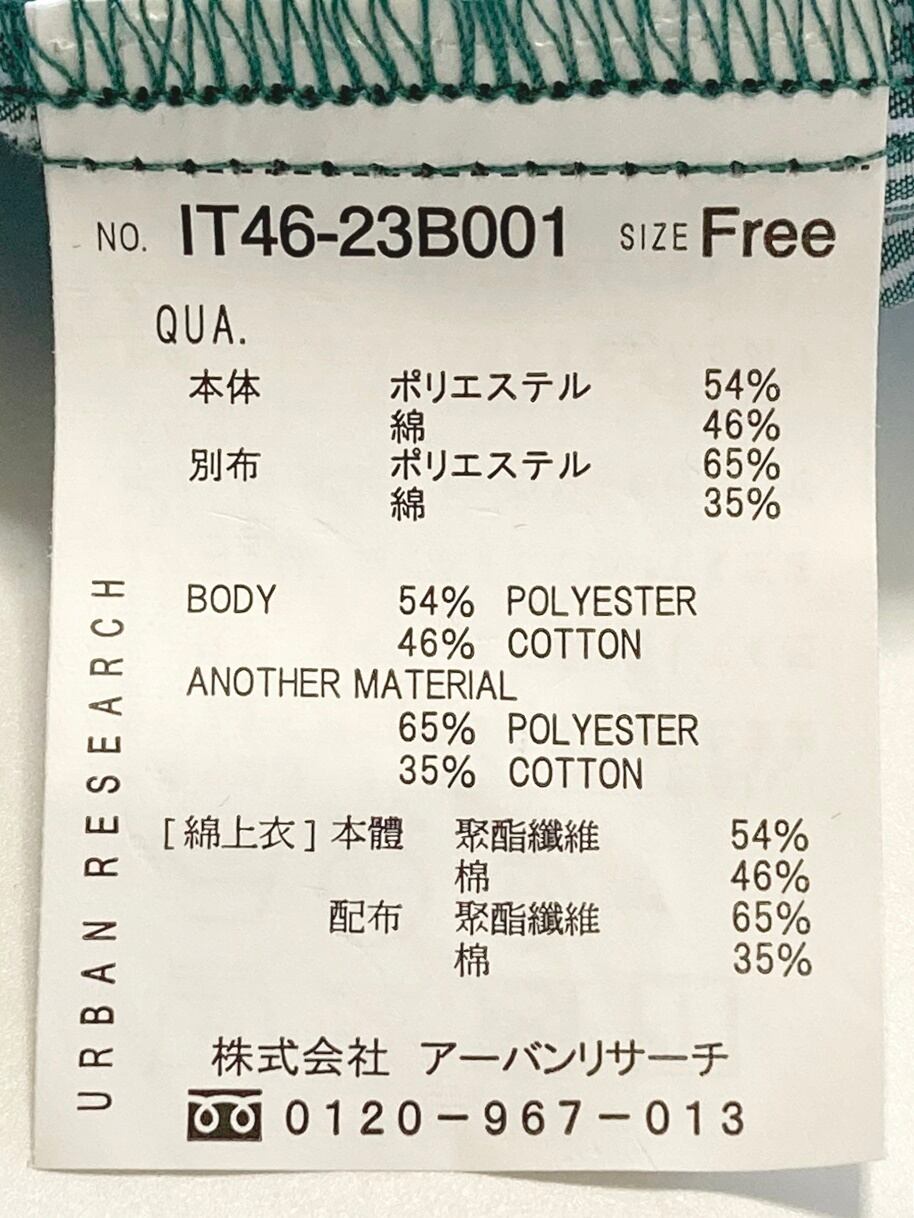 NO. IT46-23B001 SIZE Free
QUA.
本体 ポリエステル 54%
綿 46%
別布 ポリエステル 65%
綿 35%
BODY 54% POLYESTER
46% COTTON
ANOTHER MATERIAL
65% POLYESTER
35% COTTON
[綿上衣]本體 聚酯纖維 54%
棉 46%
配布 聚酯纖維 65%
棉 35%
株式会社 アーバンリサーチ
0120-967-013
URBAN RESEARCH